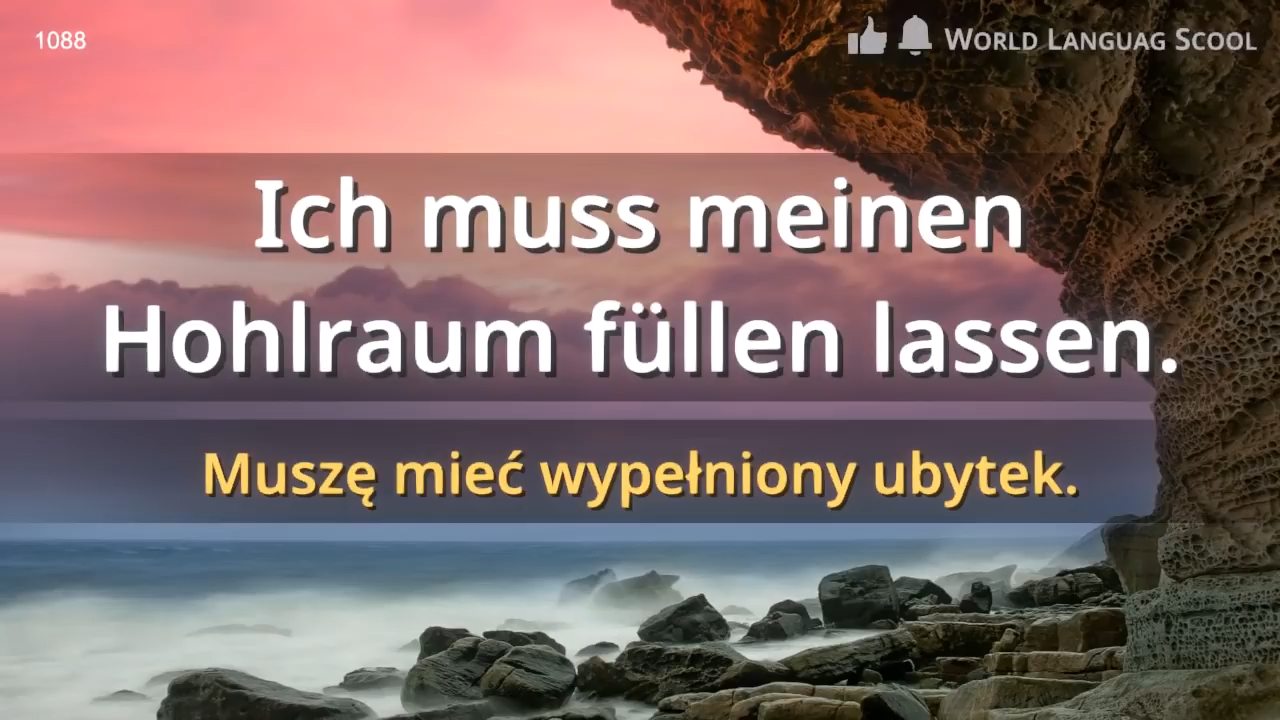 1088
World Languag Scool
Ich muss meinen
Hohlraum füllen lassen.
Muszę mieć wypełniony ubytek.